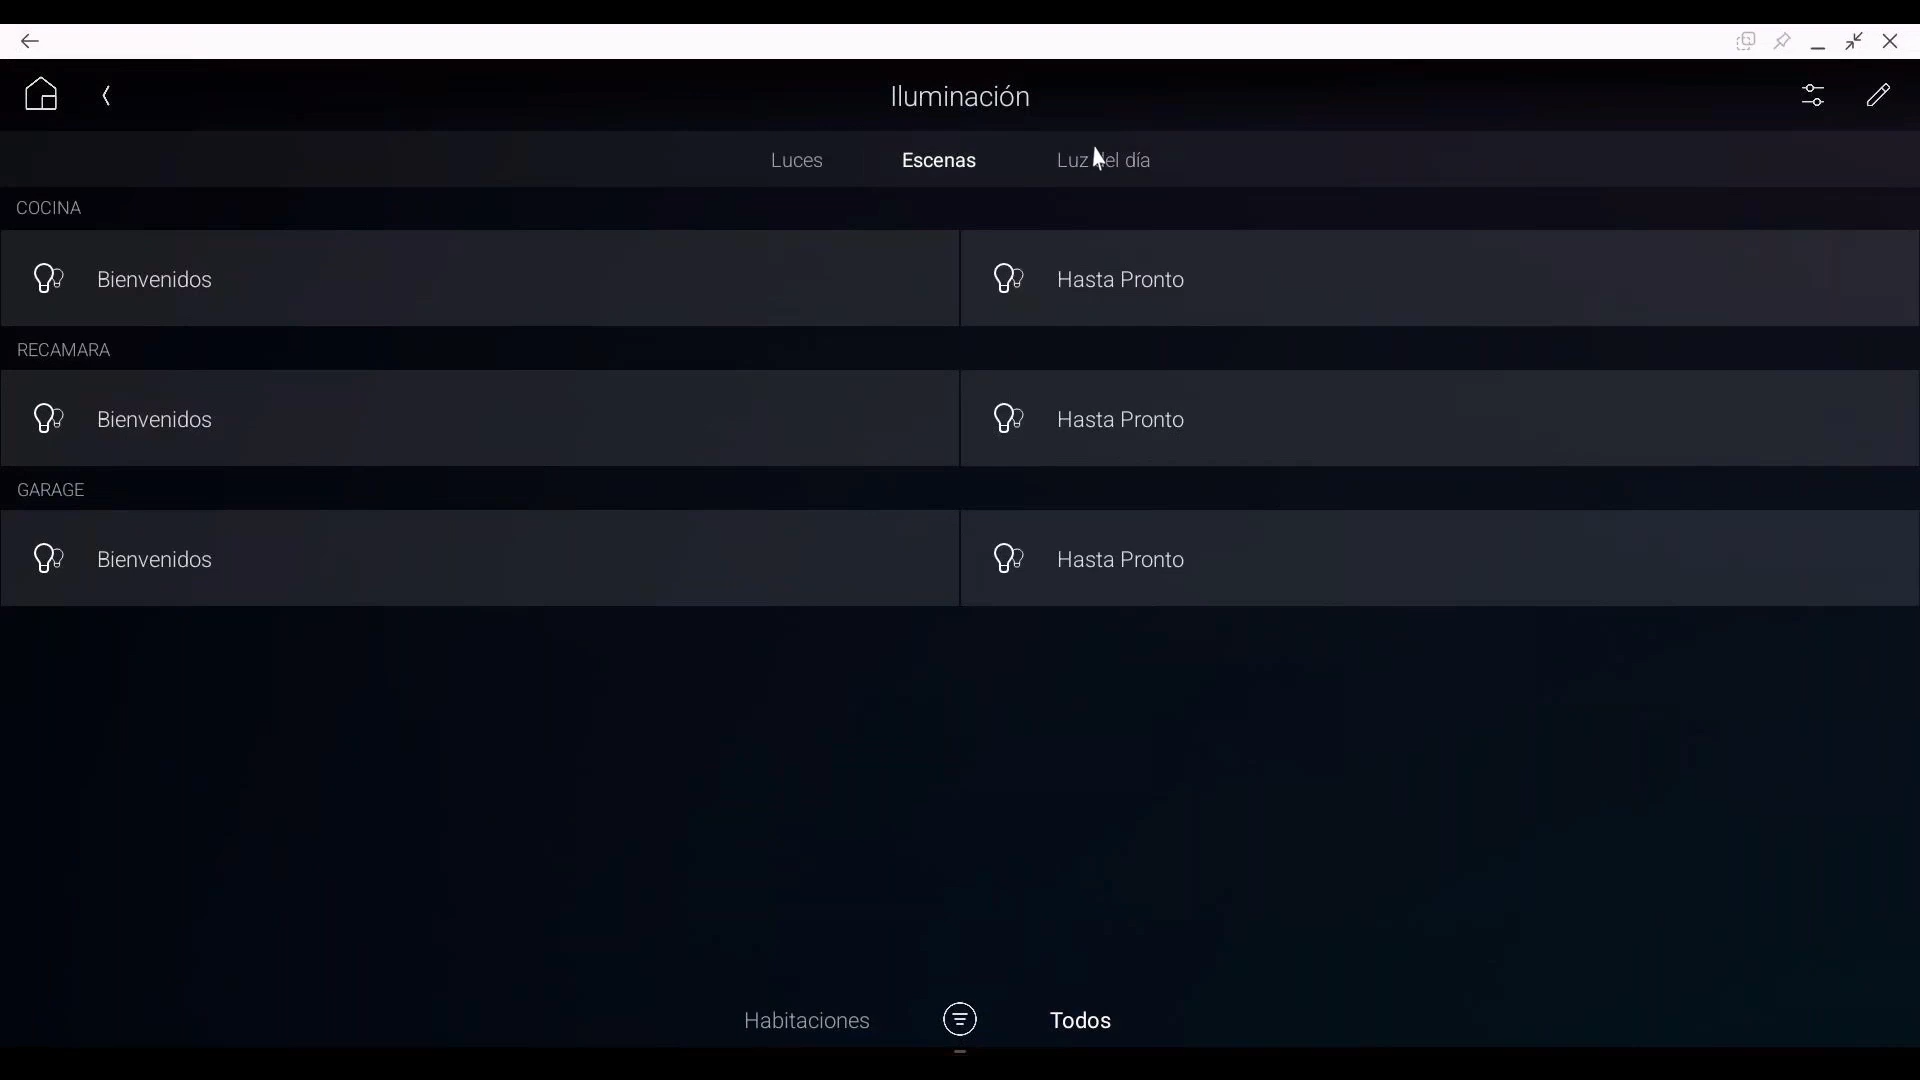 Iluminación
Luces Escenas Luz del día
COCINA
Bienvenidos Hasta Pronto
RECAMARA
Bienvenidos Hasta Pronto
GARAGE
Bienvenidos Hasta Pronto
Habitaciones Todos